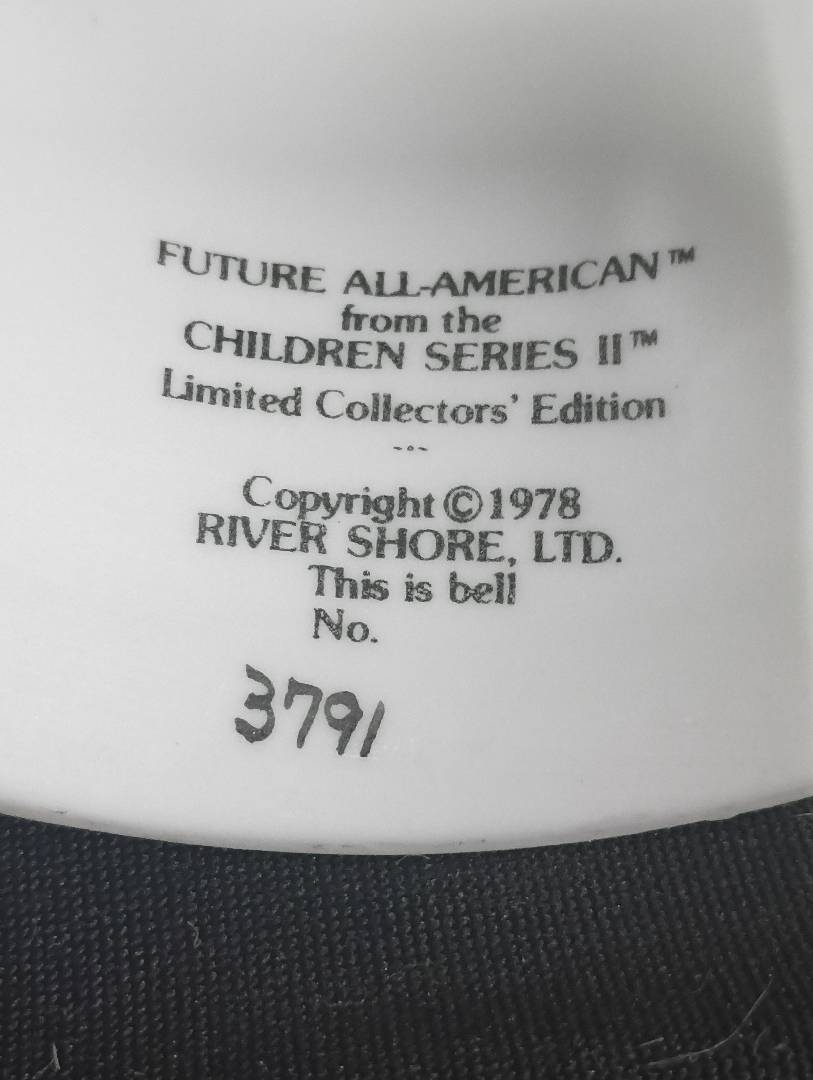 FUTURE ALL-AMERICAN™
from the
CHILDREN SERIES II™
Limited Collectors' Edition
Copyright ©1978
RIVER SHORE, LTD.
This is bell
No.
3791